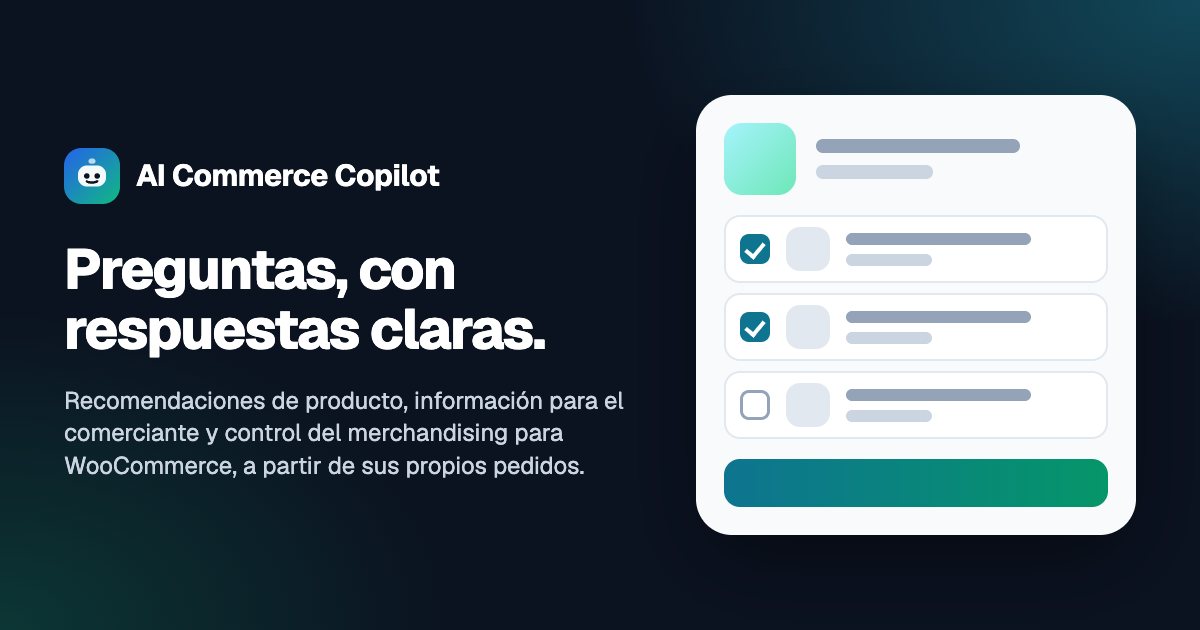 AI Commerce Copilot
Preguntas, con
respuestas claras.
Recomendaciones de producto, información para el
comerciante y control del merchandising para
WooCommerce, a partir de sus propios pedidos.